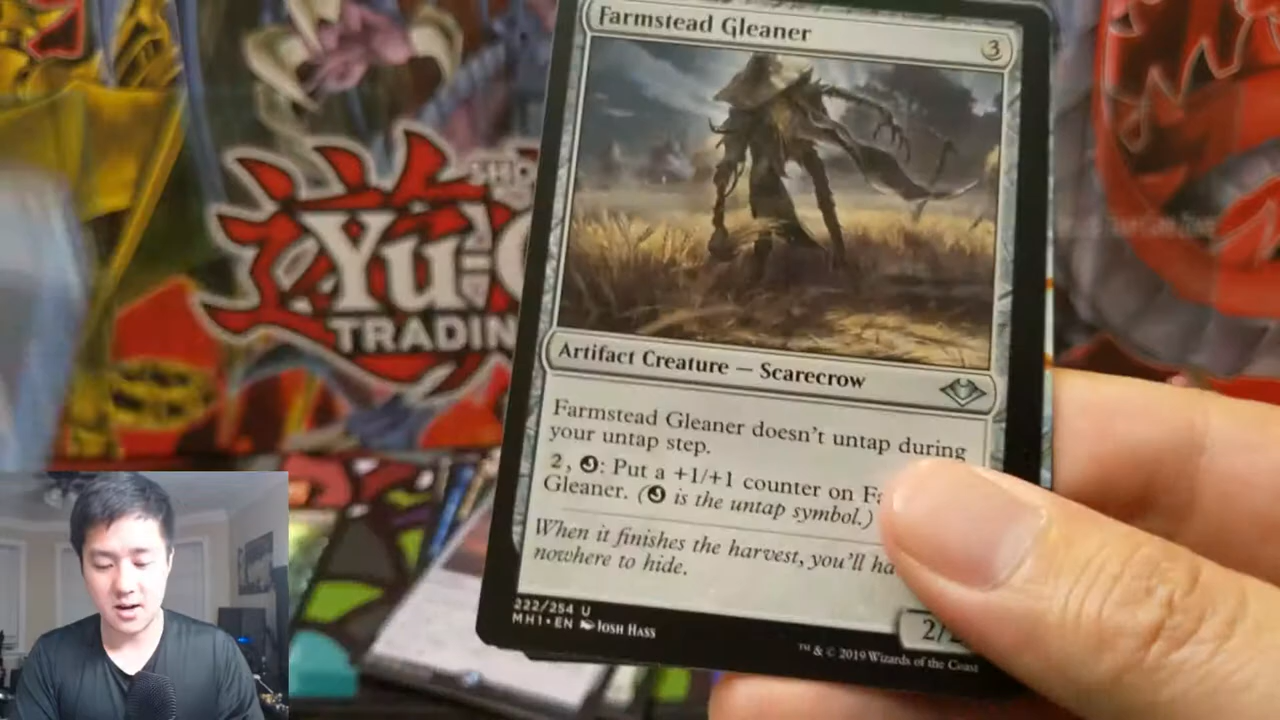 Farmstead Gleaner
3
SHO
Yu-G
TRADIN
Artifact Creature — Scarecrow
Farmstead Gleaner doesn't untap during
your untap step.
2, : Put a +1/+1 counter on
Gleaner. ( is the untap symbol.)
When it finishes the harvest, you'll
nowhere to hide.
222/254 U
MH1 • EN Josh Hass
2/
™ & © 2019 Wizards of the Coast